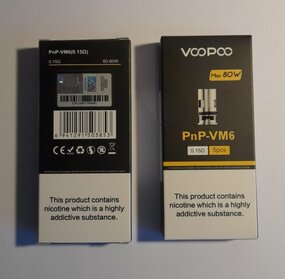 PnP-VM6(0.15Ω)
0.15Ω
60-80W
6941291503853
This product contains
nicotine which is a highly
addictive substance.
VOOPOO
Max 80W
PnP-VM6
0.15Ω
5pcs
This product contains
nicotine which is a highly
addictive substance.